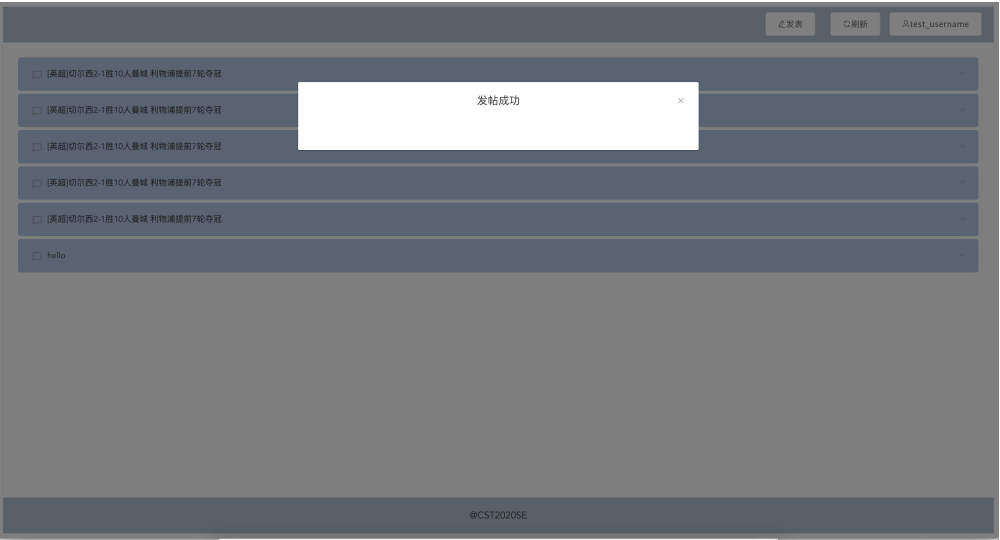 发表
刷新
test_username
[英超]切尔西2-1胜10人曼城 利物浦提前7轮夺冠
发帖成功
[英超]切尔西2-1胜10人曼城 利物浦提前7轮夺冠
[英超]切尔西2-1胜10人曼城 利物浦提前7轮夺冠
[英超]切尔西2-1胜10人曼城 利物浦提前7轮夺冠
[英超]切尔西2-1胜10人曼城 利物浦提前7轮夺冠
hello
@CST2020SE